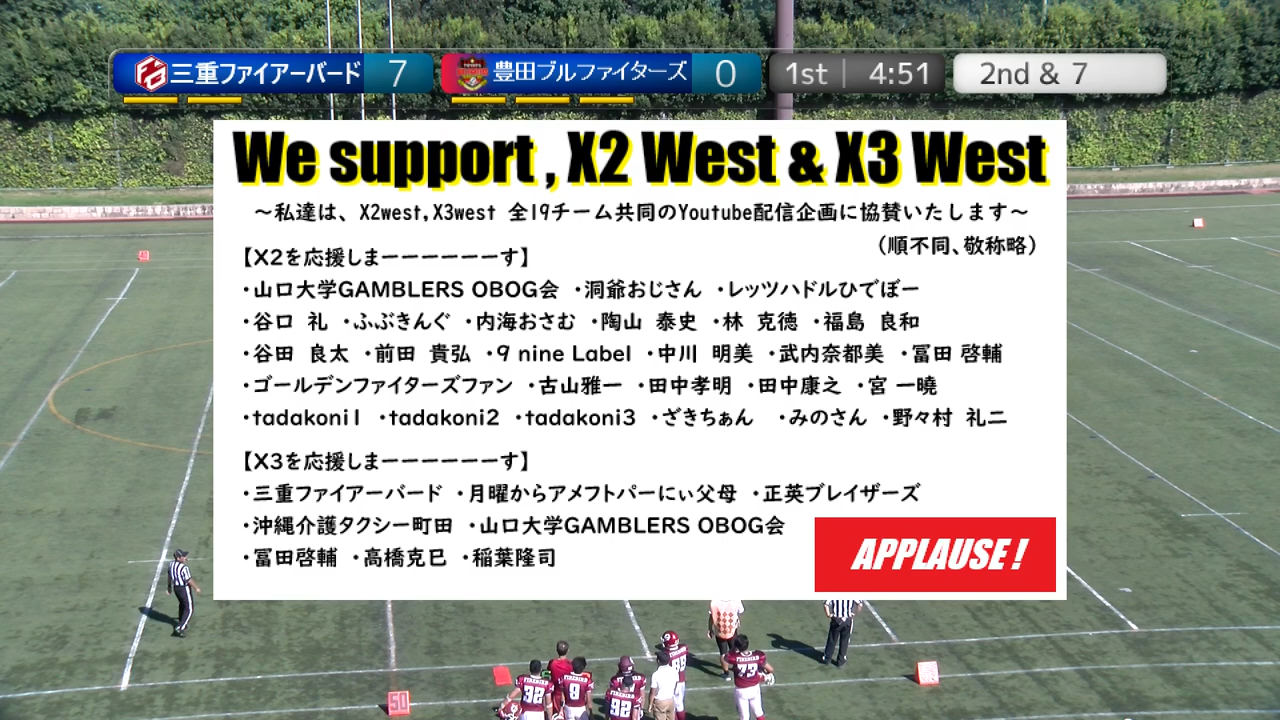 三重ファイアーバード 7 豊田ブルファイターズ 0 1st 4:51 2nd & 7
We support , X2 West & X3 West
～私達は、X2west,X3west 全19チーム共同のYoutube配信企画に協賛いたします～
（順不同、敬称略）
【X2を応援しまーーーーーーす】
・山口大学GAMBLERS OBOG会 ・洞爺おじさん ・レッツハドルひでぼー
・谷口 礼 ・ふぶきんぐ ・内海おさむ ・陶山 泰史 ・林 克徳 ・福島 良和
・谷田 良太 ・前田 貴弘 ・9 nine Label ・中川 明美 ・武内奈都美 ・冨田 啓輔
・ゴールデンファイターズファン ・古山雅一 ・田中孝明 ・田中康之 ・宮 一曉
・tadakoni1 ・tadakoni2 ・tadakoni3 ・ざきちぁん ・みのさん ・野々村 礼二
【X3を応援しまーーーーーーす】
・三重ファイアーバード ・月曜からアメフトパーにぃ父母 ・正英ブレイザーズ
・沖縄介護タクシー町田 ・山口大学GAMBLERS OBOG会
・冨田啓輔 ・高橋克巳 ・稲葉隆司
APPLAUSE!
50
FIREBIRD 32
FIREBIRD 9
92
88
FIREBIRD 73